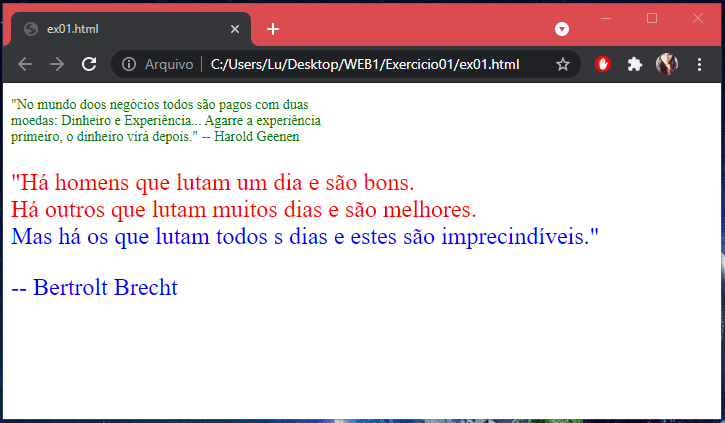 ex01.html
Arquivo | C:/Users/Lu/Desktop/WEB1/Exercicio01/ex01.html
"No mundo doos negócios todos são pagos com duas
moedas: Dinheiro e Experiência... Agarre a experiência
primeiro, o dinheiro virá depois." -- Harold Geenen
"Há homens que lutam um dia e são bons.
Há outros que lutam muitos dias e são melhores.
Mas há os que lutam todos s dias e estes são imprecindíveis."
-- Bertrolt Brecht